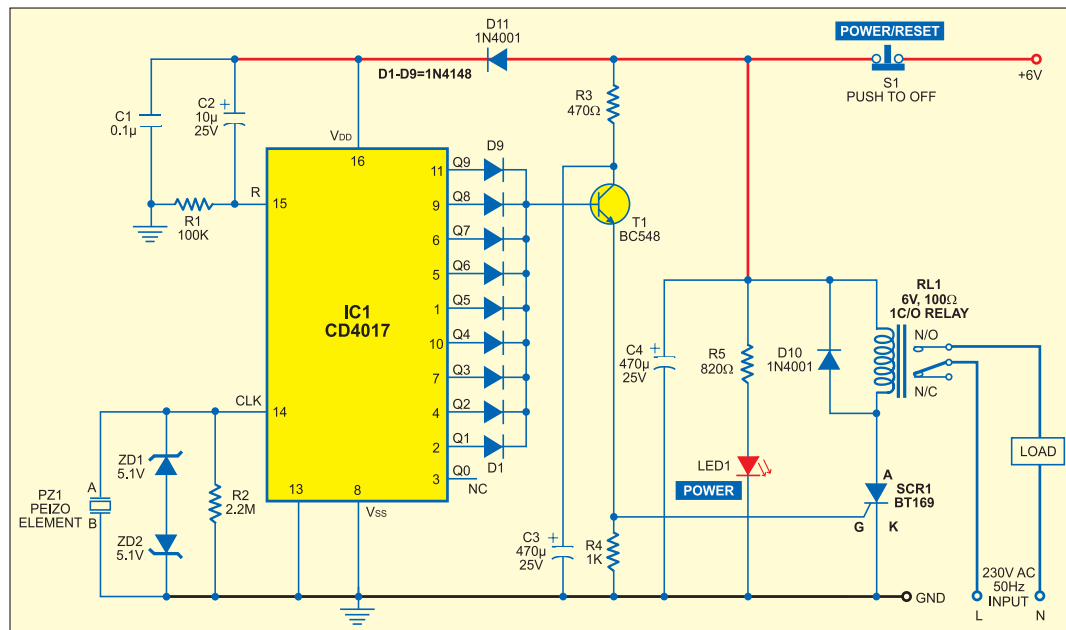 D11
1N4001
POWER/RESET
D1-D9=1N4148
+6V
S1
PUSH TO OFF
C1
0.1µ
C2
10µ
25V
+
R3
470Ω
VDD
16
D9
R
15
R1
100K
11
Q9
9
Q8
6
Q7
5
Q6
1
Q5
10
Q4
7
Q3
4
Q2
2
Q1
3
Q0
NC
D1
IC1
CD4017
T1
BC548
RL1
6V, 100Ω
1C/O RELAY
N/O
N/C
C4
470µ
25V
+
R5
820Ω
D10
1N4001
CLK
14
ZD1
5.1V
ZD2
5.1V
PZ1
PEIZO
ELEMENT
A
B
R2
2.2M
13
8
VSS
LED1
POWER
LOAD
A
SCR1
BT169
G
K
C3
470µ
25V
+
R4
1K
GND
230V AC
50Hz
INPUT
L
N